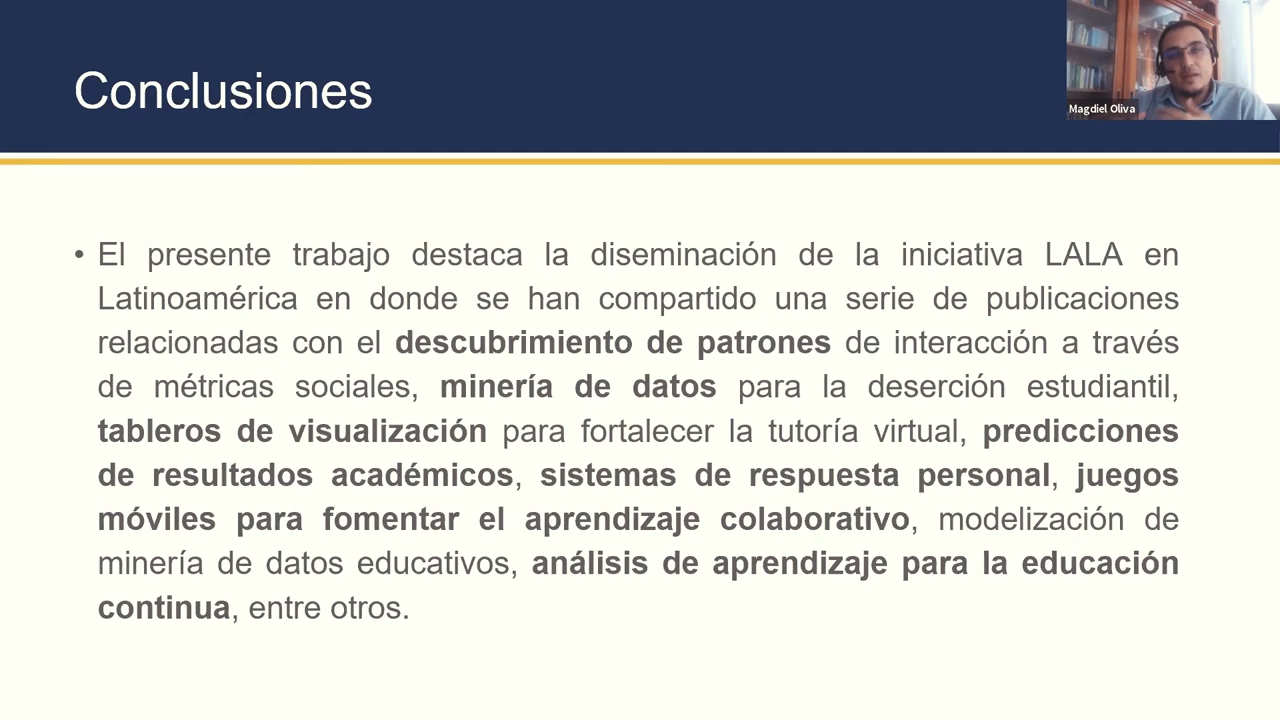 Conclusiones
Magdiel Oliva
• El presente trabajo destaca la diseminación de la iniciativa LALA en
Latinoamérica en donde se han compartido una serie de publicaciones
relacionadas con el descubrimiento de patrones de interacción a través
de métricas sociales, minería de datos para la deserción estudiantil,
tableros de visualización para fortalecer la tutoría virtual, predicciones
de resultados académicos, sistemas de respuesta personal, juegos
móviles para fomentar el aprendizaje colaborativo, modelización de
minería de datos educativos, análisis de aprendizaje para la educación
continua, entre otros.